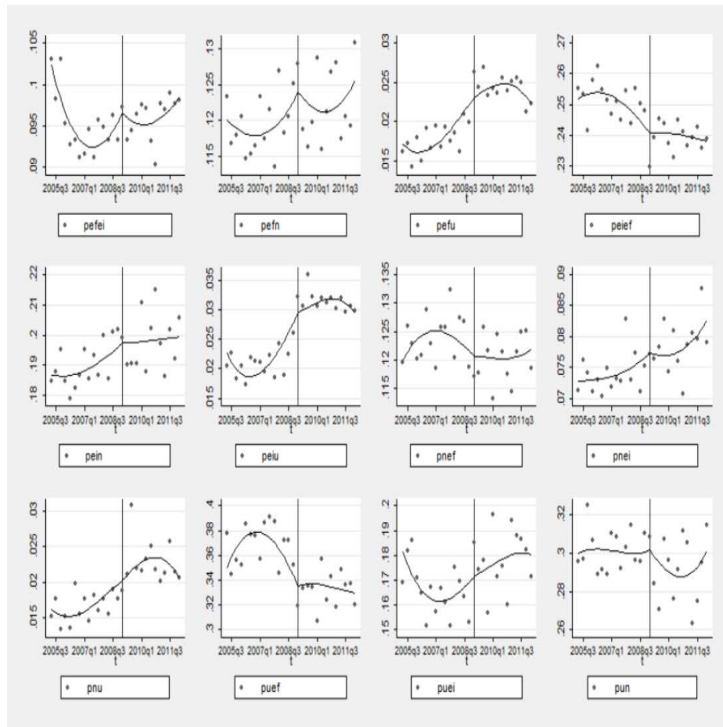 .105
.1
.095
.09
2005q3 2007q1 2008q3 2010q1 2011q3
t
pefei
.13
.125
.12
.115
2005q3 2007q1 2008q3 2010q1 2011q3
t
pefn
.03
.025
.02
.015
2005q3 2007q1 2008q3 2010q1 2011q3
t
pefu
.27
.26
.25
.24
.23
2005q3 2007q1 2008q3 2010q1 2011q3
t
peief
.22
.21
.2
.19
.18
2005q3 2007q1 2008q3 2010q1 2011q3
t
pein
.035
.03
.025
.02
.015
2005q3 2007q1 2008q3 2010q1 2011q3
t
peiu
.135
.13
.125
.12
.115
2005q3 2007q1 2008q3 2010q1 2011q3
t
pnef
.09
.085
.08
.075
.07
2005q3 2007q1 2008q3 2010q1 2011q3
t
pnei
.03
.025
.02
.015
2005q3 2007q1 2008q3 2010q1 2011q3
t
pnu
.4
.38
.36
.34
.32
.3
2005q3 2007q1 2008q3 2010q1 2011q3
t
puef
.2
.19
.18
.17
.16
.15
2005q3 2007q1 2008q3 2010q1 2011q3
t
puei
.32
.3
.28
.26
2005q3 2007q1 2008q3 2010q1 2011q3
t
pun